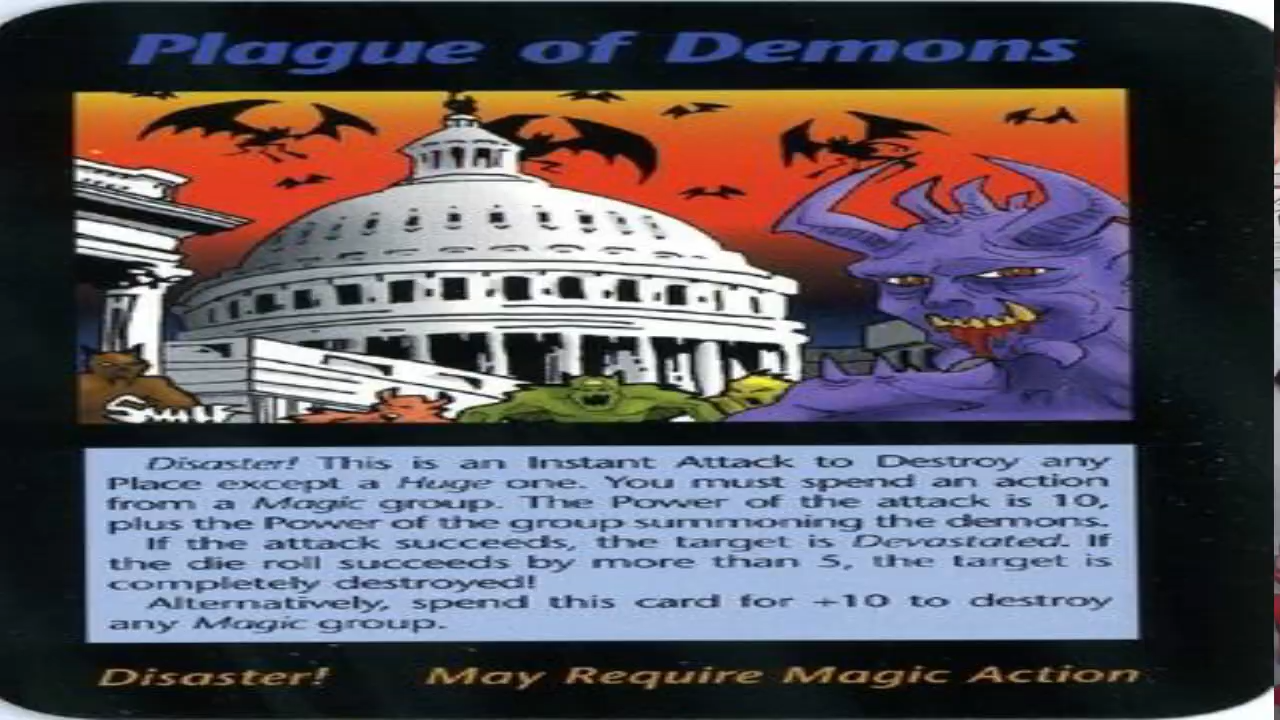 Plague of Demons
Disaster! This is an Instant Attack to Destroy any
Place except a Huge one. You must spend an action
from a Magic group. The Power of the attack is 10,
plus the Power of the group summoning the demons.
If the attack succeeds, the target is Devastated. If
the die roll succeeds by more than 5, the target is
completely destroyed!
Alternatively, spend this card for +10 to destroy
any Magic group.
Disaster! May Require Magic Action